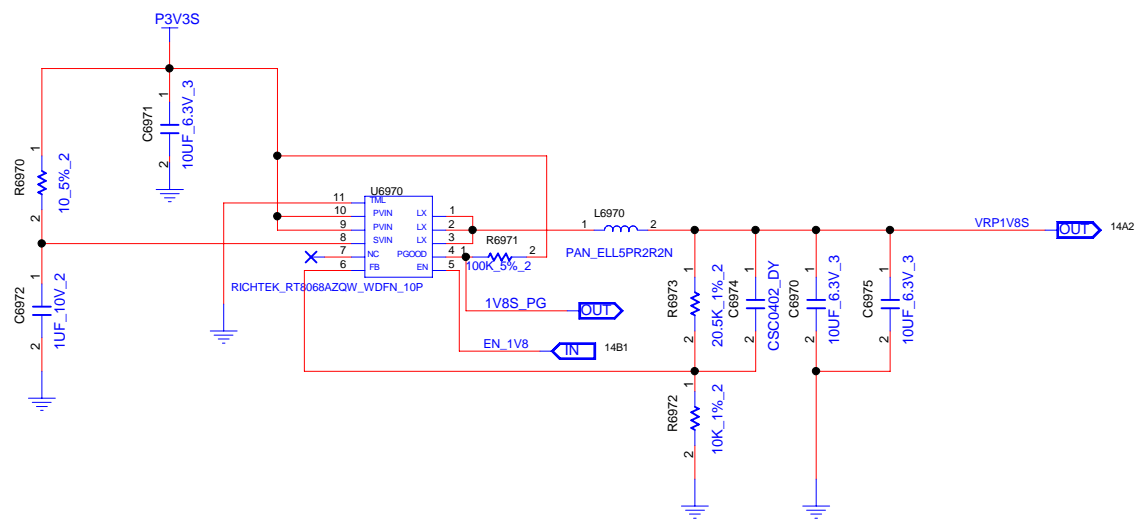 P3V3S
1
C6971
10UF_6.3V_3
2
1
R6970
10_5%_2
2
1
C6972
1UF_10V_2
2
U6970
11 TML
10 PVIN LX 1
9 PVIN LX 2
8 SVIN LX 3
7 NC PGOOD 4
6 FB EN 5
RICHTEK_RT8068AZQW_WDFN_10P
1 R6971 2
100K_5%_2
1 L6970 2
PAN_ELL5PR2R2N
1V8S_PG OUT
EN_1V8 IN 14B1
VRP1V8S OUT 14A2
1
R6973
20.5K_1%_2
2
1
C6974
CSC0402_DY
2
1
C6970
10UF_6.3V_3
2
1
C6975
10UF_6.3V_3
2
1
R6972
10K_1%_2
2